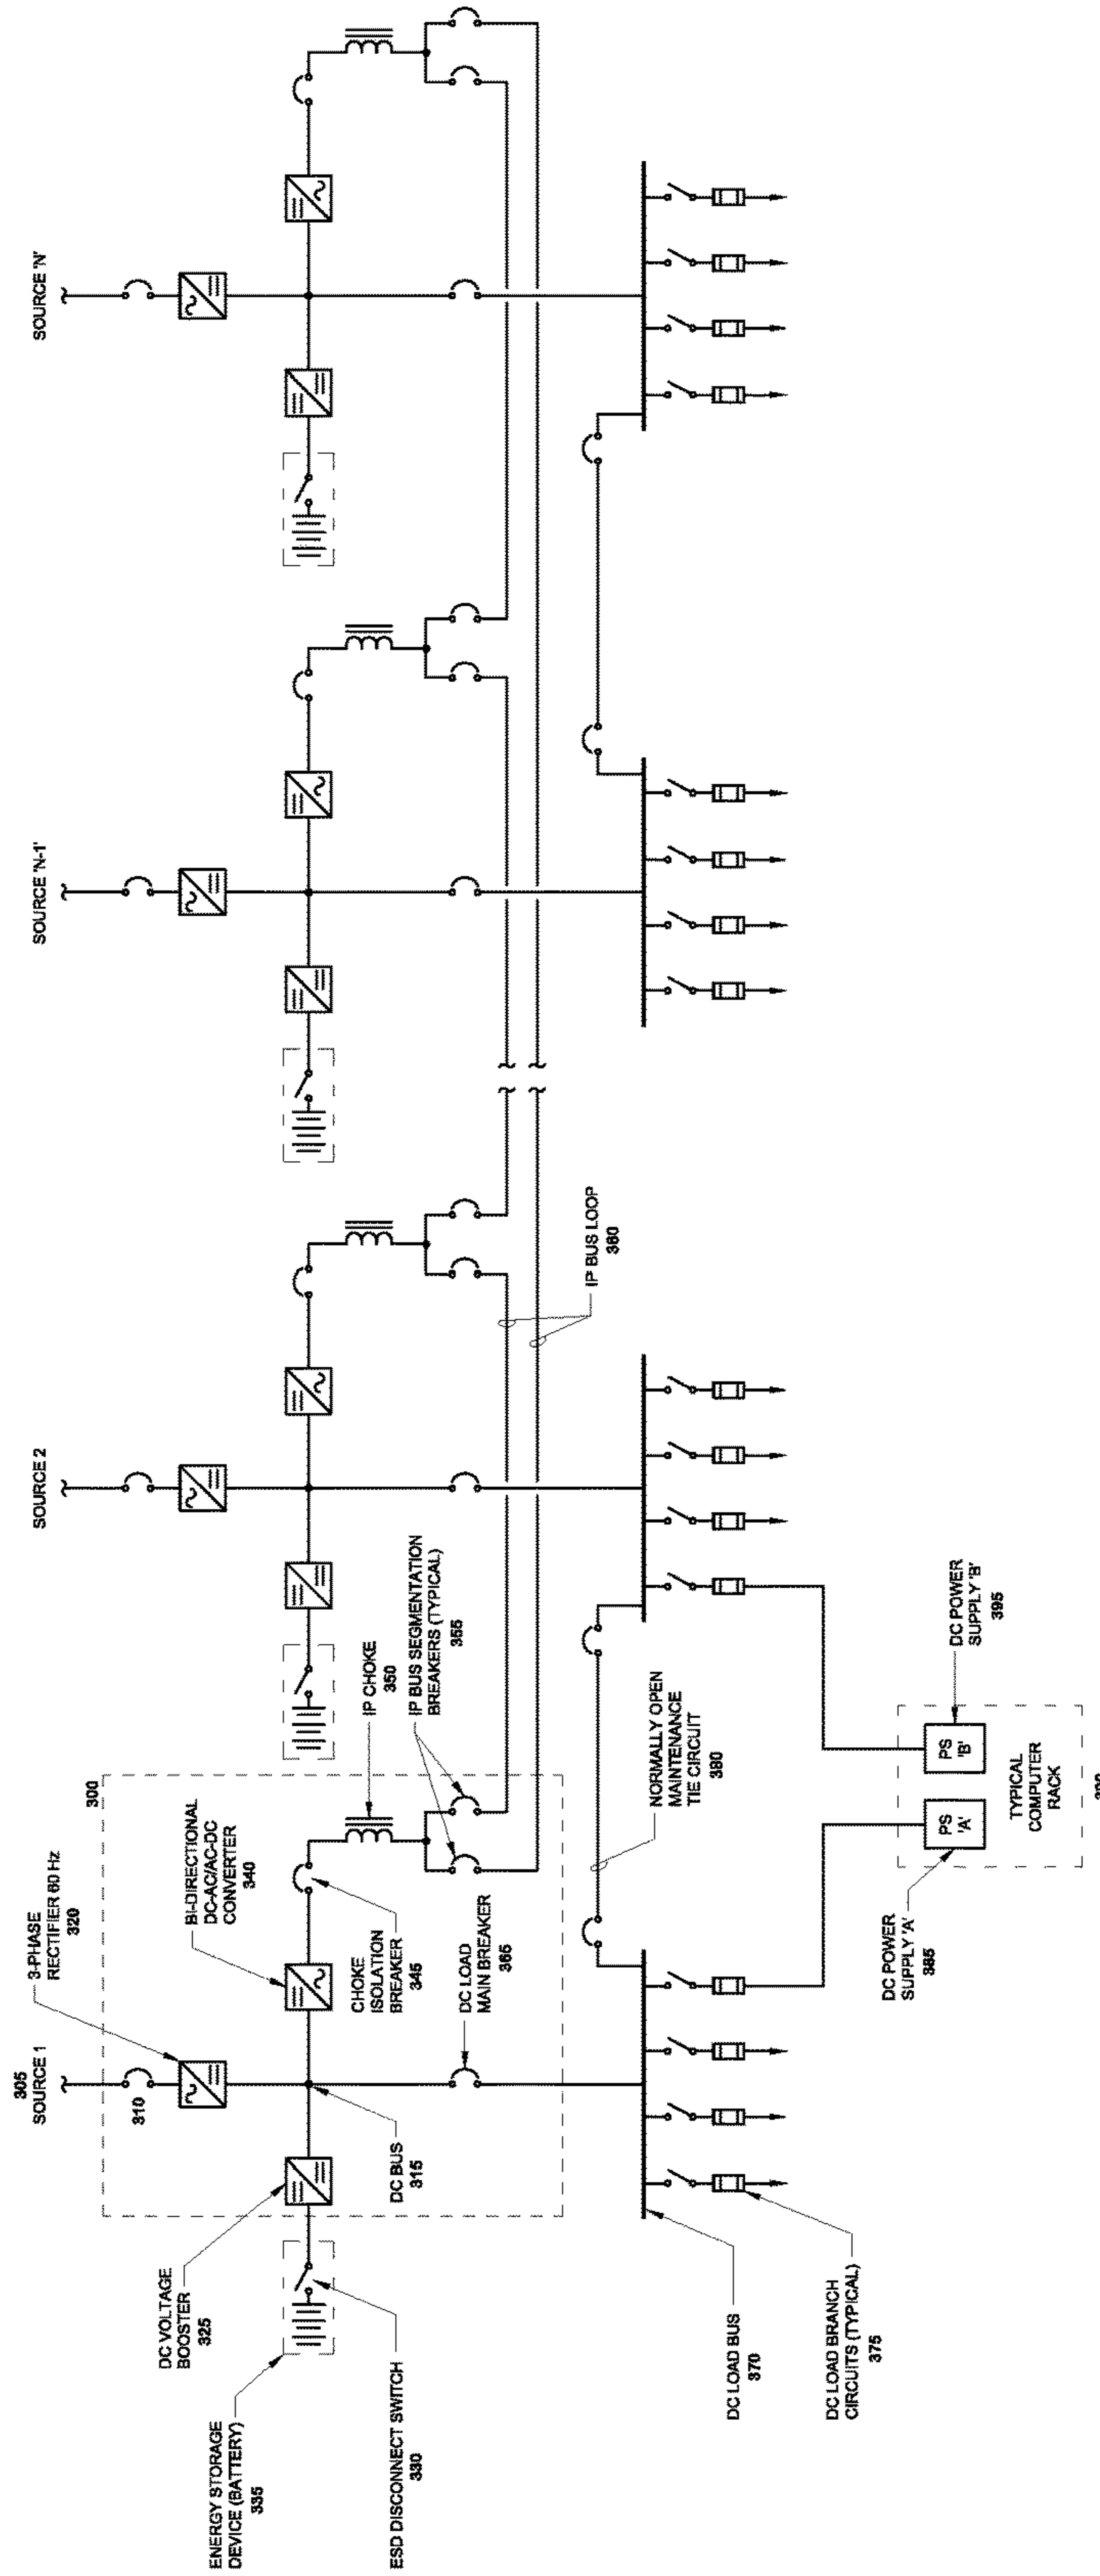 305
SOURCE 1
SOURCE 2
SOURCE 'N-1'
SOURCE 'N'
3-PHASE
RECTIFIER 60 Hz
320
300
310
BI-DIRECTIONAL
DC-AC/AC-DC
CONVERTER
340
DC VOLTAGE
BOOSTER
325
ENERGY STORAGE
DEVICE (BATTERY)
335
ESD DISCONNECT SWITCH
330
DC BUS
315
CHOKE
ISOLATION
BREAKER
345
DC LOAD
MAIN BREAKER
365
IP CHOKE
350
IP BUS SEGMENTATION
BREAKERS (TYPICAL)
355
IP BUS LOOP
360
NORMALLY OPEN
MAINTENANCE
TIE CIRCUIT
380
DC LOAD BUS
370
DC LOAD BRANCH
CIRCUITS (TYPICAL)
375
DC POWER
SUPPLY 'A'
385
PS
'A'
PS
'B'
TYPICAL
COMPUTER
RACK
DC POWER
SUPPLY 'B'
395